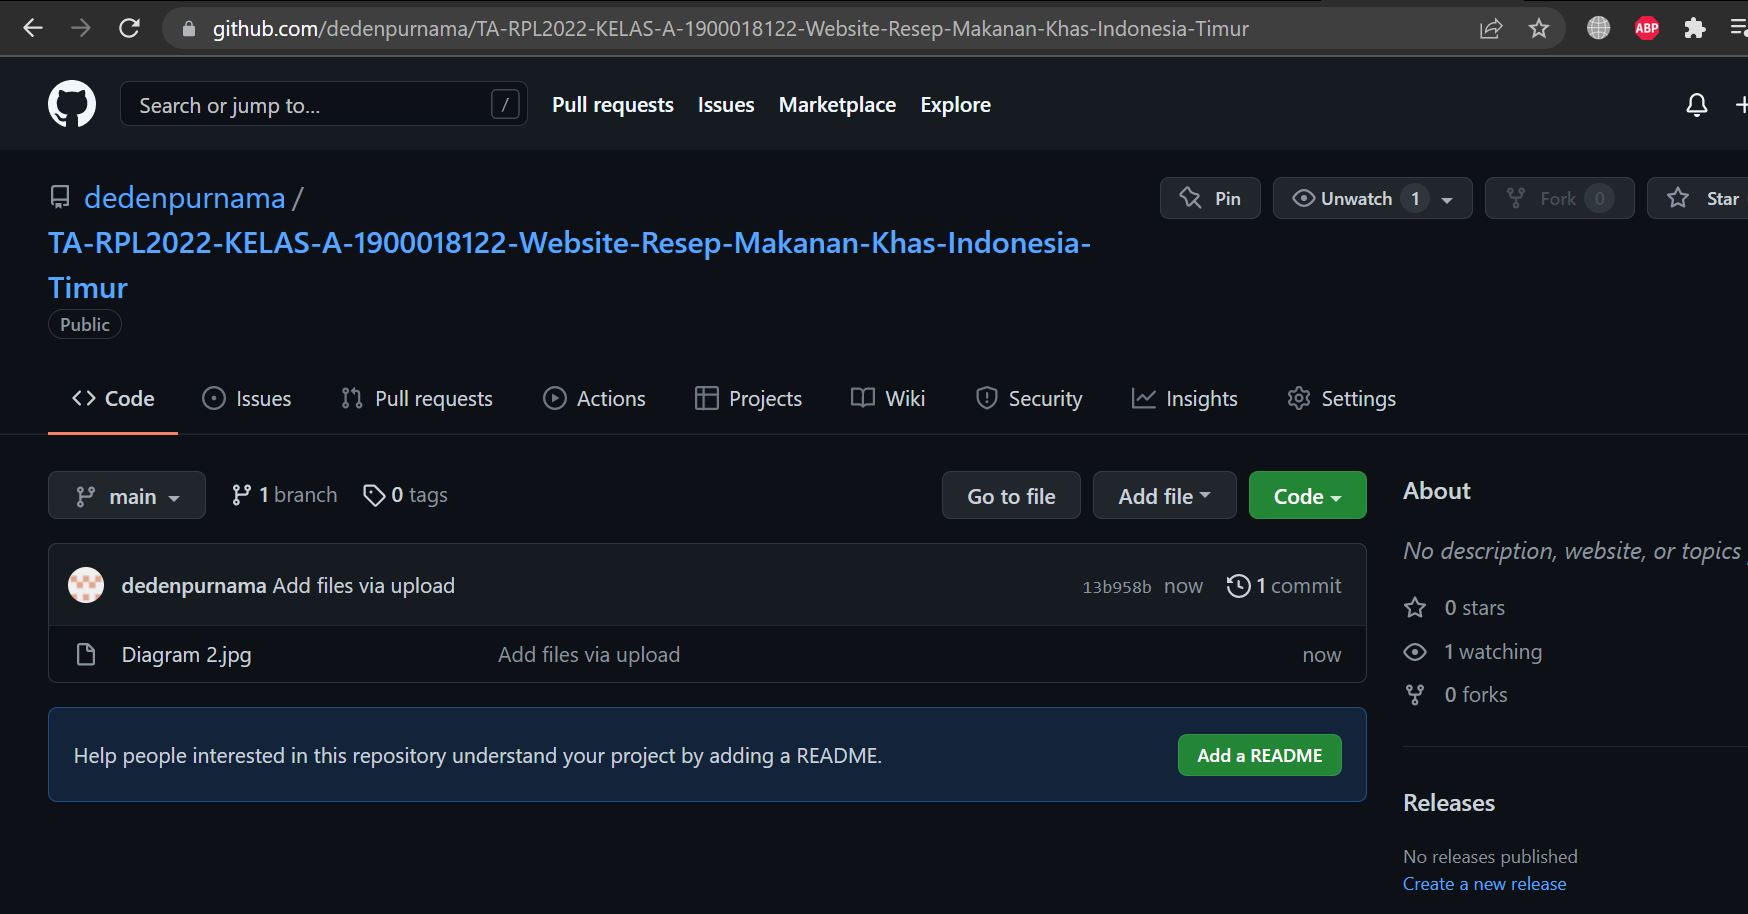 github.com/dedenpurnama/TA-RPL2022-KELAS-A-1900018122-Website-Resep-Makanan-Khas-Indonesia-Timur
ABP
Search or jump to...
/
Pull requests
Issues
Marketplace
Explore
dedenpurnama /
TA-RPL2022-KELAS-A-1900018122-Website-Resep-Makanan-Khas-Indonesia-
Timur
Public
Pin
Unwatch 1
Fork 0
Star
Code
Issues
Pull requests
Actions
Projects
Wiki
Security
Insights
Settings
main
1 branch
0 tags
Go to file
Add file
Code
dedenpurnama Add files via upload
13b958b now
1 commit
Diagram 2.jpg
Add files via upload
now
Help people interested in this repository understand your project by adding a README.
Add a README
About
No description, website, or topics
0 stars
1 watching
0 forks
Releases
No releases published
Create a new release